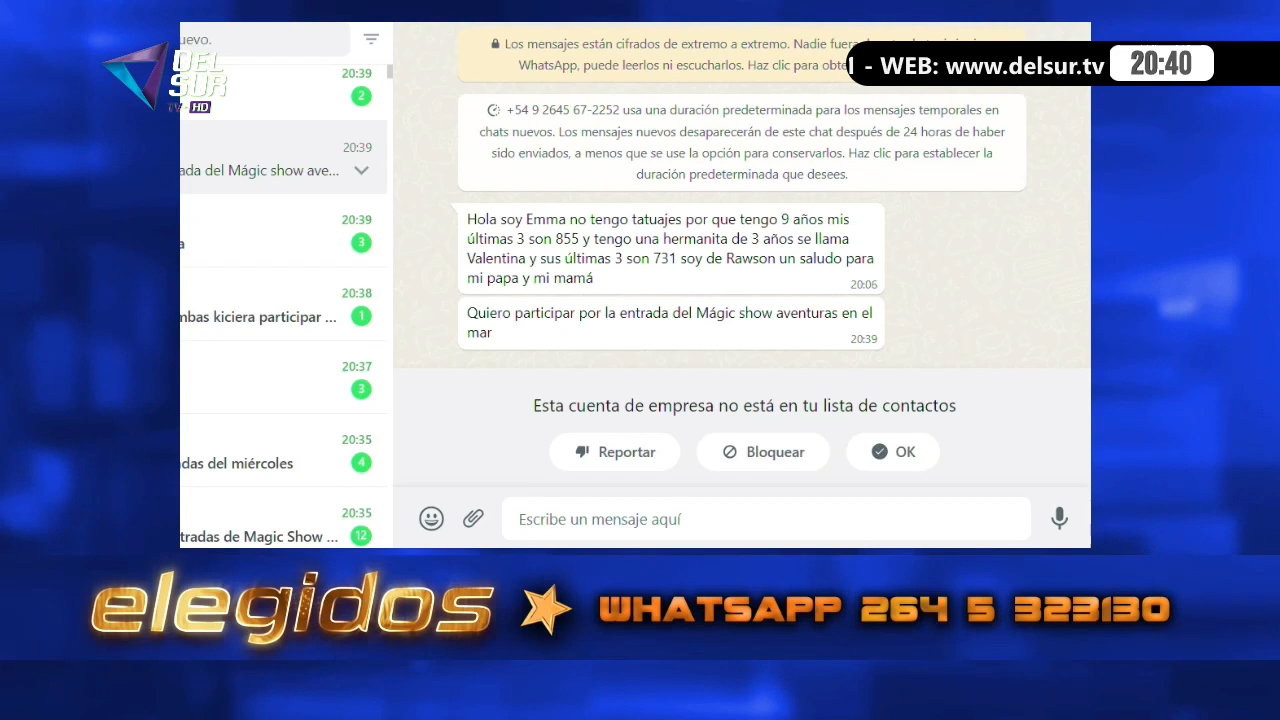 uevo.
DEL
SUR
TV-HD
20:39
2
20:39
ada del Mágic show ave...
20:39
a
3
20:38
mbas kiciera participar ...
1
20:37
3
20:35
das del miércoles
4
20:35
tradas de Magic Show ...
12
Los mensajes están cifrados de extremo a extremo. Nadie fuera
WhatsApp, puede leerlos ni escucharlos. Haz clic para obte
- WEB: www.delsur.tv
20:40
+54 9 2645 67-2252 usa una duración predeterminada para los mensajes temporales en
chats nuevos. Los mensajes nuevos desaparecerán de este chat después de 24 horas de haber
sido enviados, a menos que se use la opción para conservarlos. Haz clic para establecer la
duración predeterminada que desees.
Hola soy Emma no tengo tatuajes por que tengo 9 años mis
últimas 3 son 855 y tengo una hermanita de 3 años se llama
Valentina y sus últimas 3 son 731 soy de Rawson un saludo para
mi papa y mi mamá
20:06
Quiero participar por la entrada del Mágic show aventuras en el
mar
20:39
Esta cuenta de empresa no está en tu lista de contactos
Reportar
Bloquear
OK
Escribe un mensaje aquí
elegidos
WHATSAPP 264 5 323130